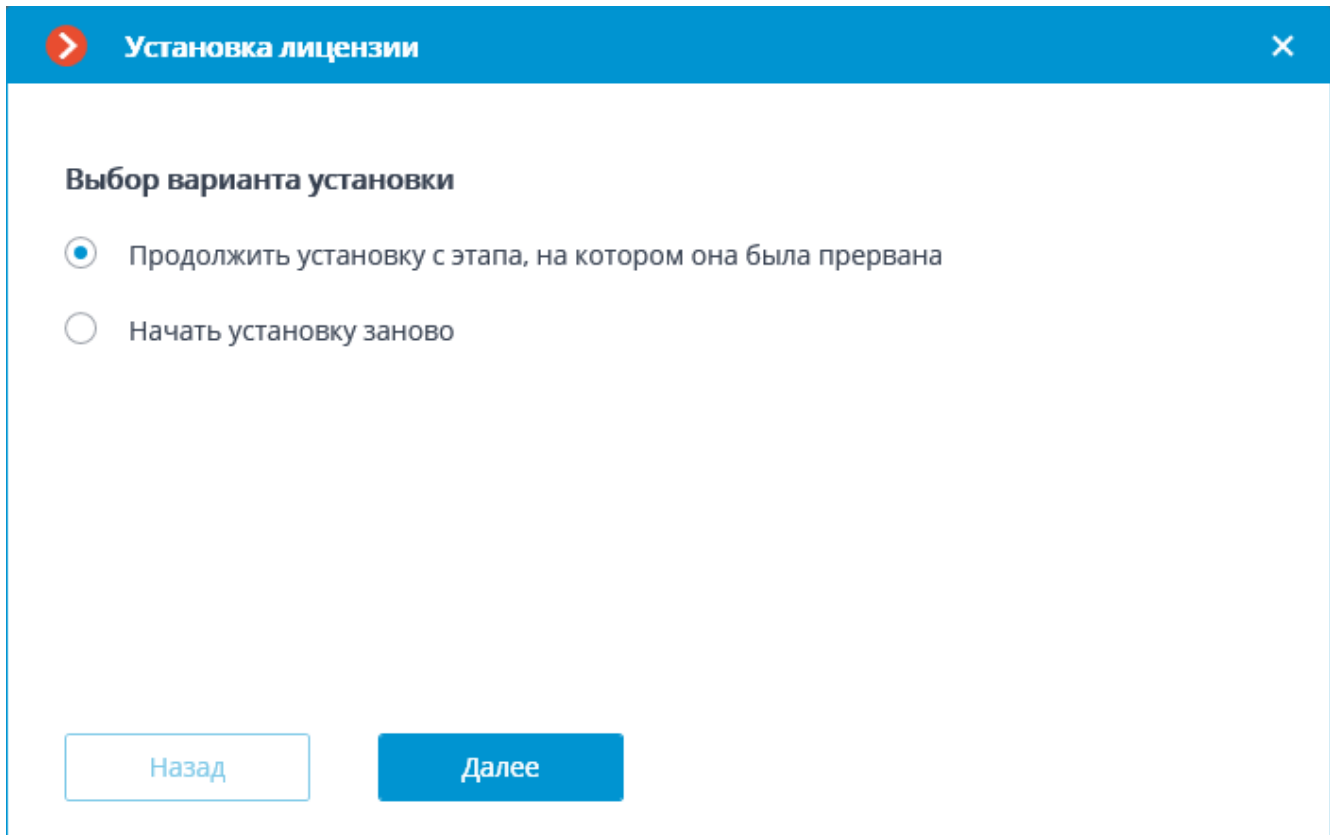 Установка лицензии
Выбор варианта установки
Продолжить установку с этапа, на котором она была прервана
Начать установку заново
Назад
Далее